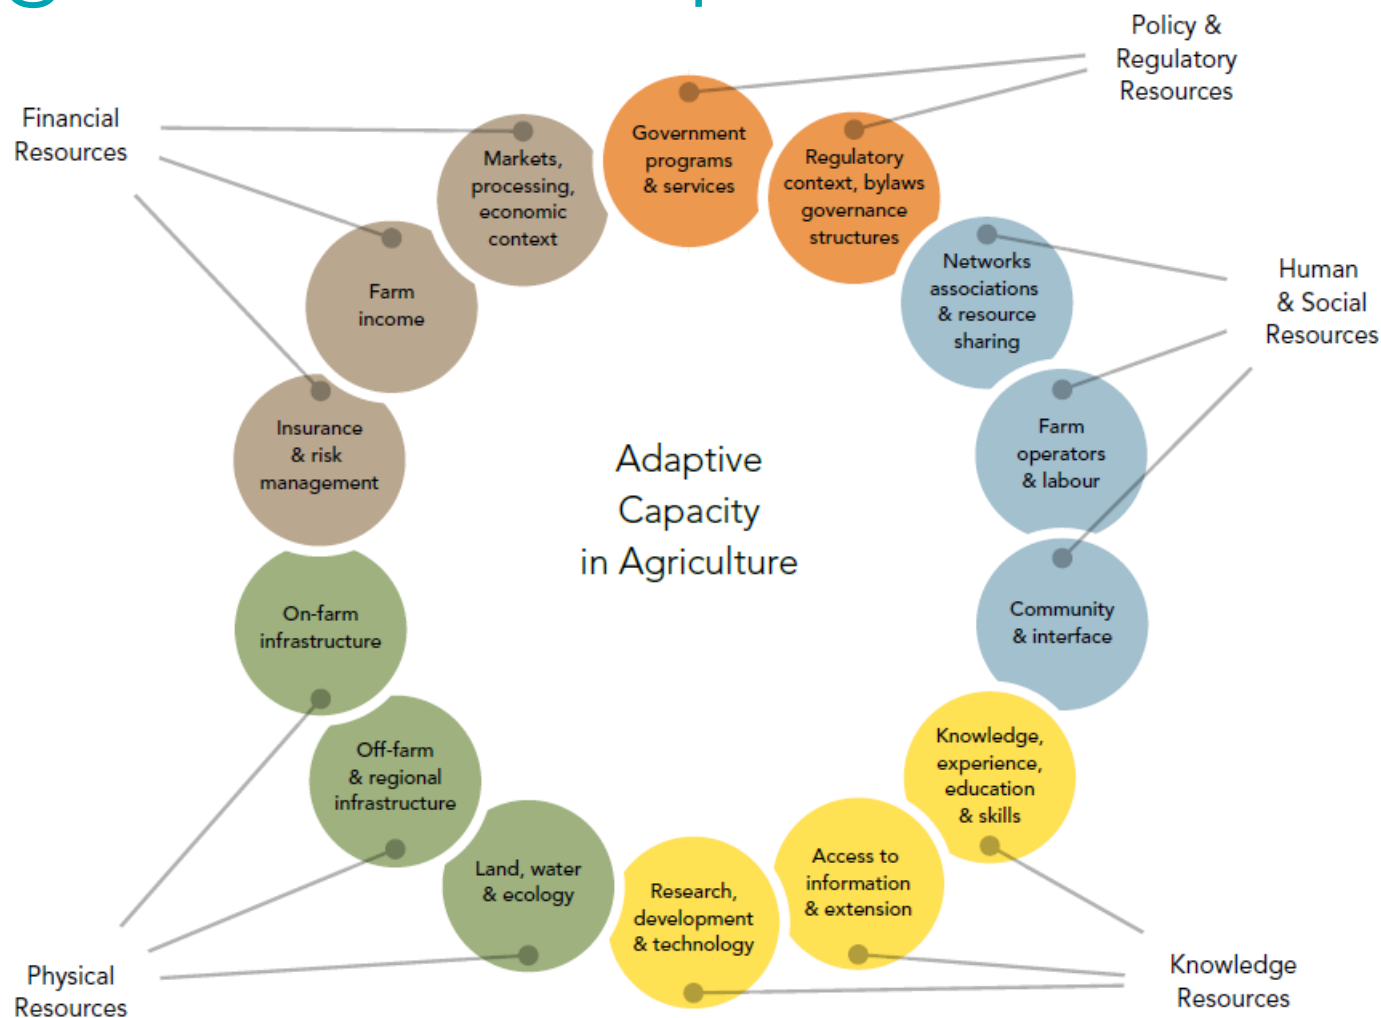 Policy &
Regulatory
Resources
Financial
Resources
Government
programs
& services
Markets,
processing,
economic
context
Regulatory
context, bylaws
governance
structures
Networks
associations
& resource
sharing
Human
& Social
Resources
Farm
income
Farm
operators
& labour
Insurance
& risk
management
Adaptive
Capacity
in Agriculture
Community
& interface
On-farm
infrastructure
Knowledge,
experience,
education
& skills
Off-farm
& regional
infrastructure
Access to
information
& extension
Land, water
& ecology
Research,
development
& technology
Physical
Resources
Knowledge
Resources